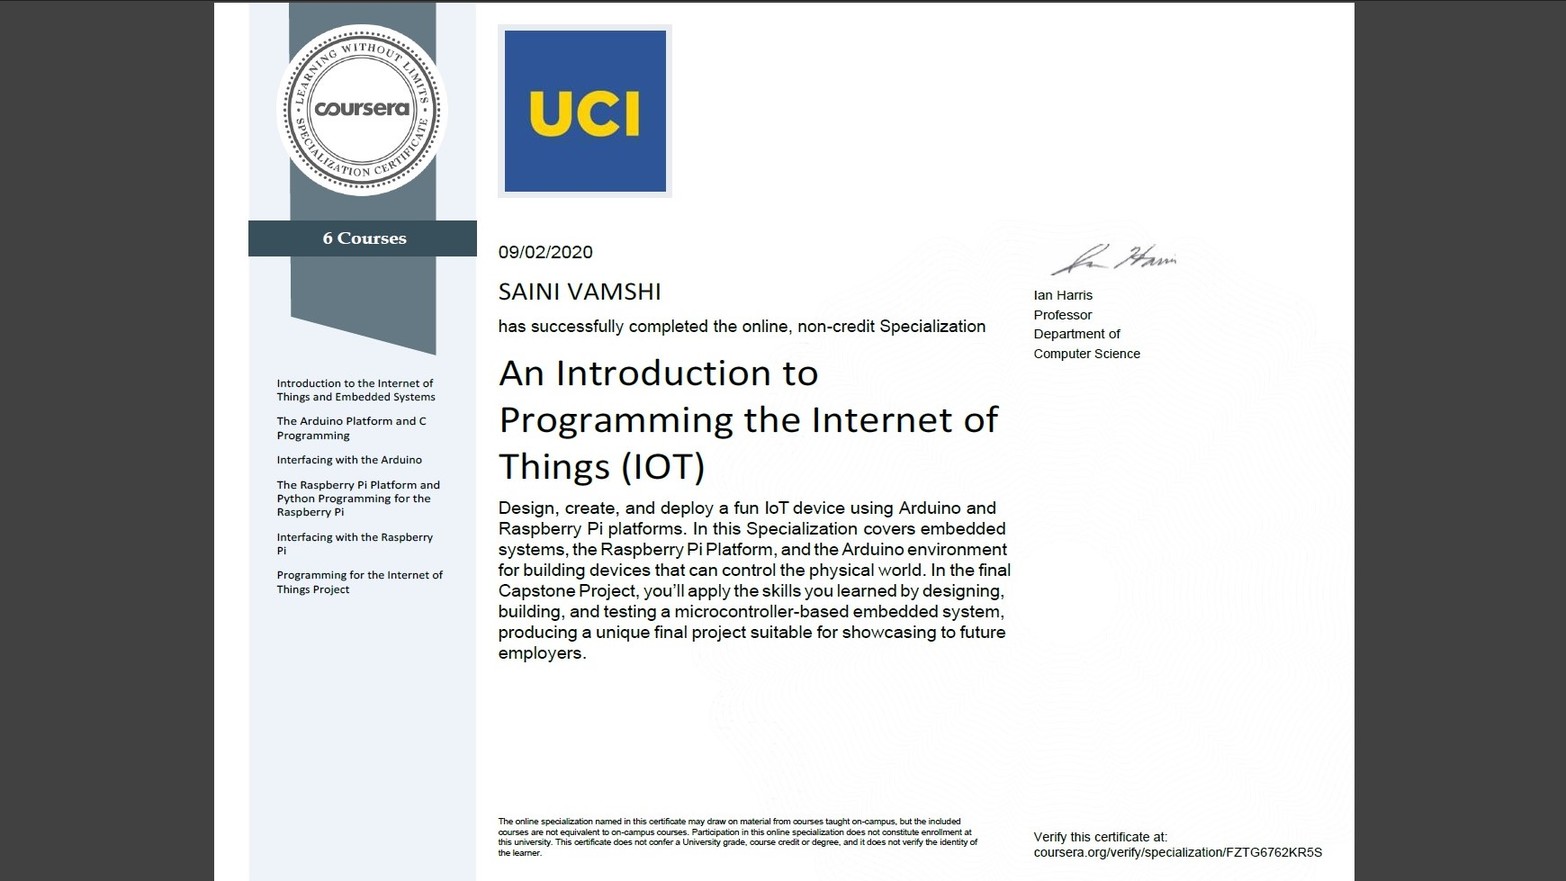 LEARNING WITHOUT LIMITS
coursera
SPECIALIZATION CERTIFICATE
6 Courses
Introduction to the Internet of
Things and Embedded Systems
The Arduino Platform and C
Programming
Interfacing with the Arduino
The Raspberry Pi Platform and
Python Programming for the
Raspberry Pi
Interfacing with the Raspberry
Pi
Programming for the Internet of
Things Project
UCI
09/02/2020
SAINI VAMSHI
has successfully completed the online, non-credit Specialization
An Introduction to
Programming the Internet of
Things (IOT)
Design, create, and deploy a fun IoT device using Arduino and
Raspberry Pi platforms. In this Specialization covers embedded
systems, the Raspberry Pi Platform, and the Arduino environment
for building devices that can control the physical world. In the final
Capstone Project, you'll apply the skills you learned by designing,
building, and testing a microcontroller-based embedded system,
producing a unique final project suitable for showcasing to future
employers.
Ian Harris
Ian Harris
Professor
Department of
Computer Science
The online specialization named in this certificate may draw on material from courses taught on-campus, but the included
courses are not equivalent to on-campus courses. Participation in this online specialization does not constitute enrollment at
this university. This certificate does not confer a University grade, course credit or degree, and it does not verify the identity of
the learner.
Verify this certificate at:
coursera.org/verify/specialization/FZTG6762KR5S